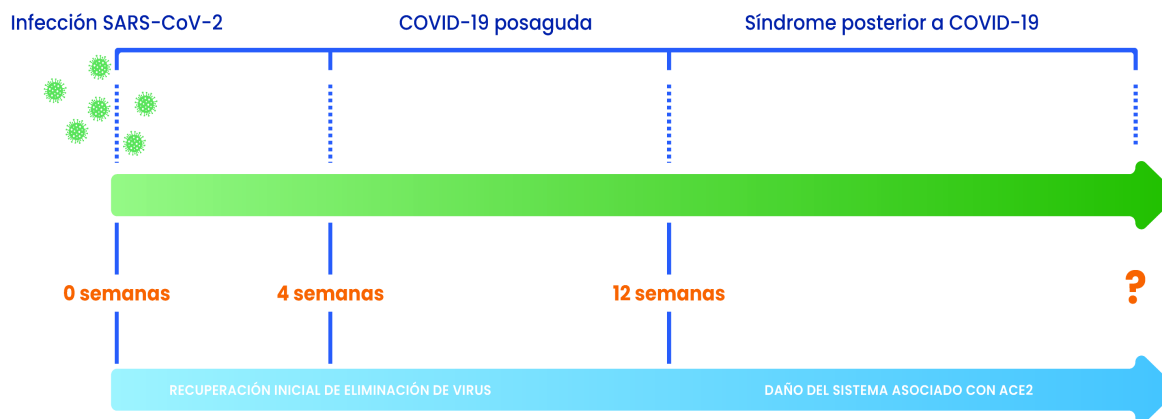 Infección SARS-CoV-2
COVID-19 posaguda
Síndrome posterior a COVID-19
0 semanas
4 semanas
12 semanas
?
RECUPERACIÓN INICIAL DE ELIMINACIÓN DE VIRUS
DAÑO DEL SISTEMA ASOCIADO CON ACE2